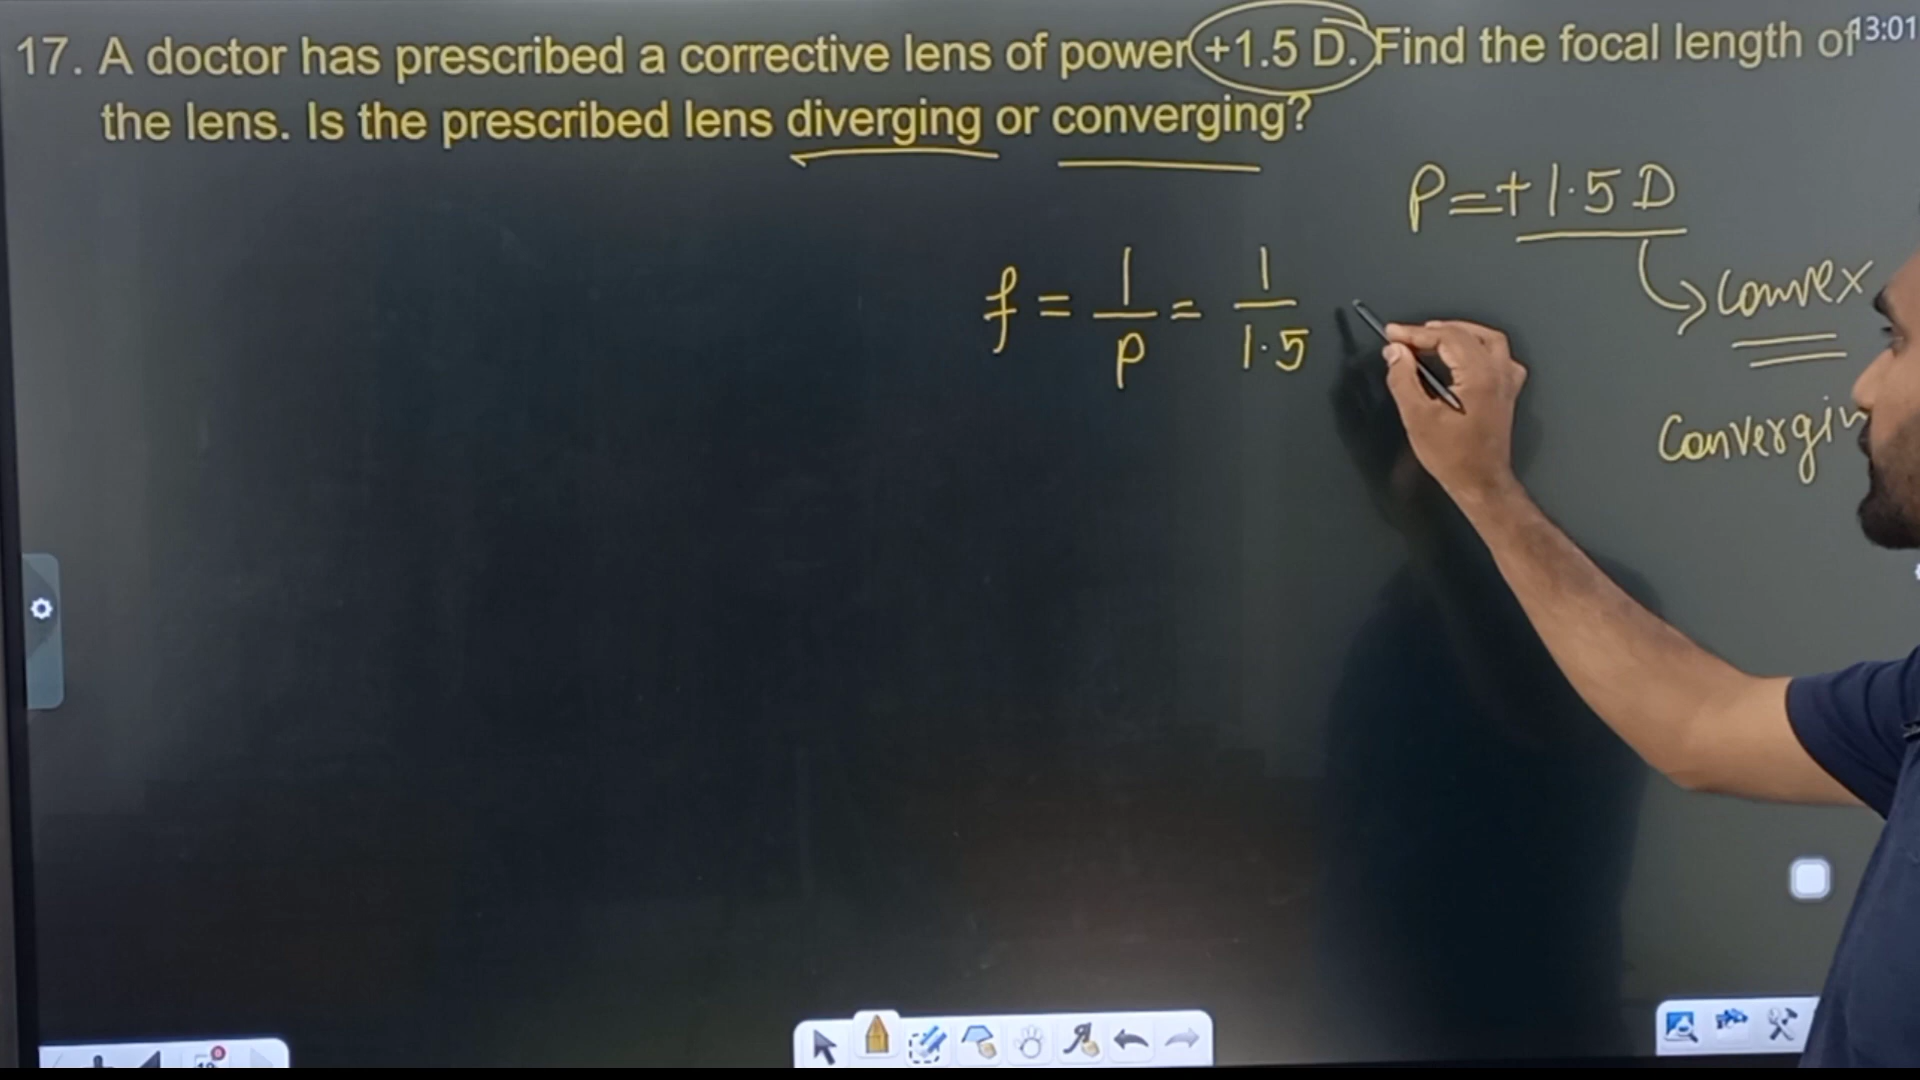 17. A doctor has prescribed a corrective lens of power +1.5 D. Find the focal length of
the lens. Is the prescribed lens diverging or converging?
13:01
P=+1.5D
convex
f = 1/P = 1/1.5